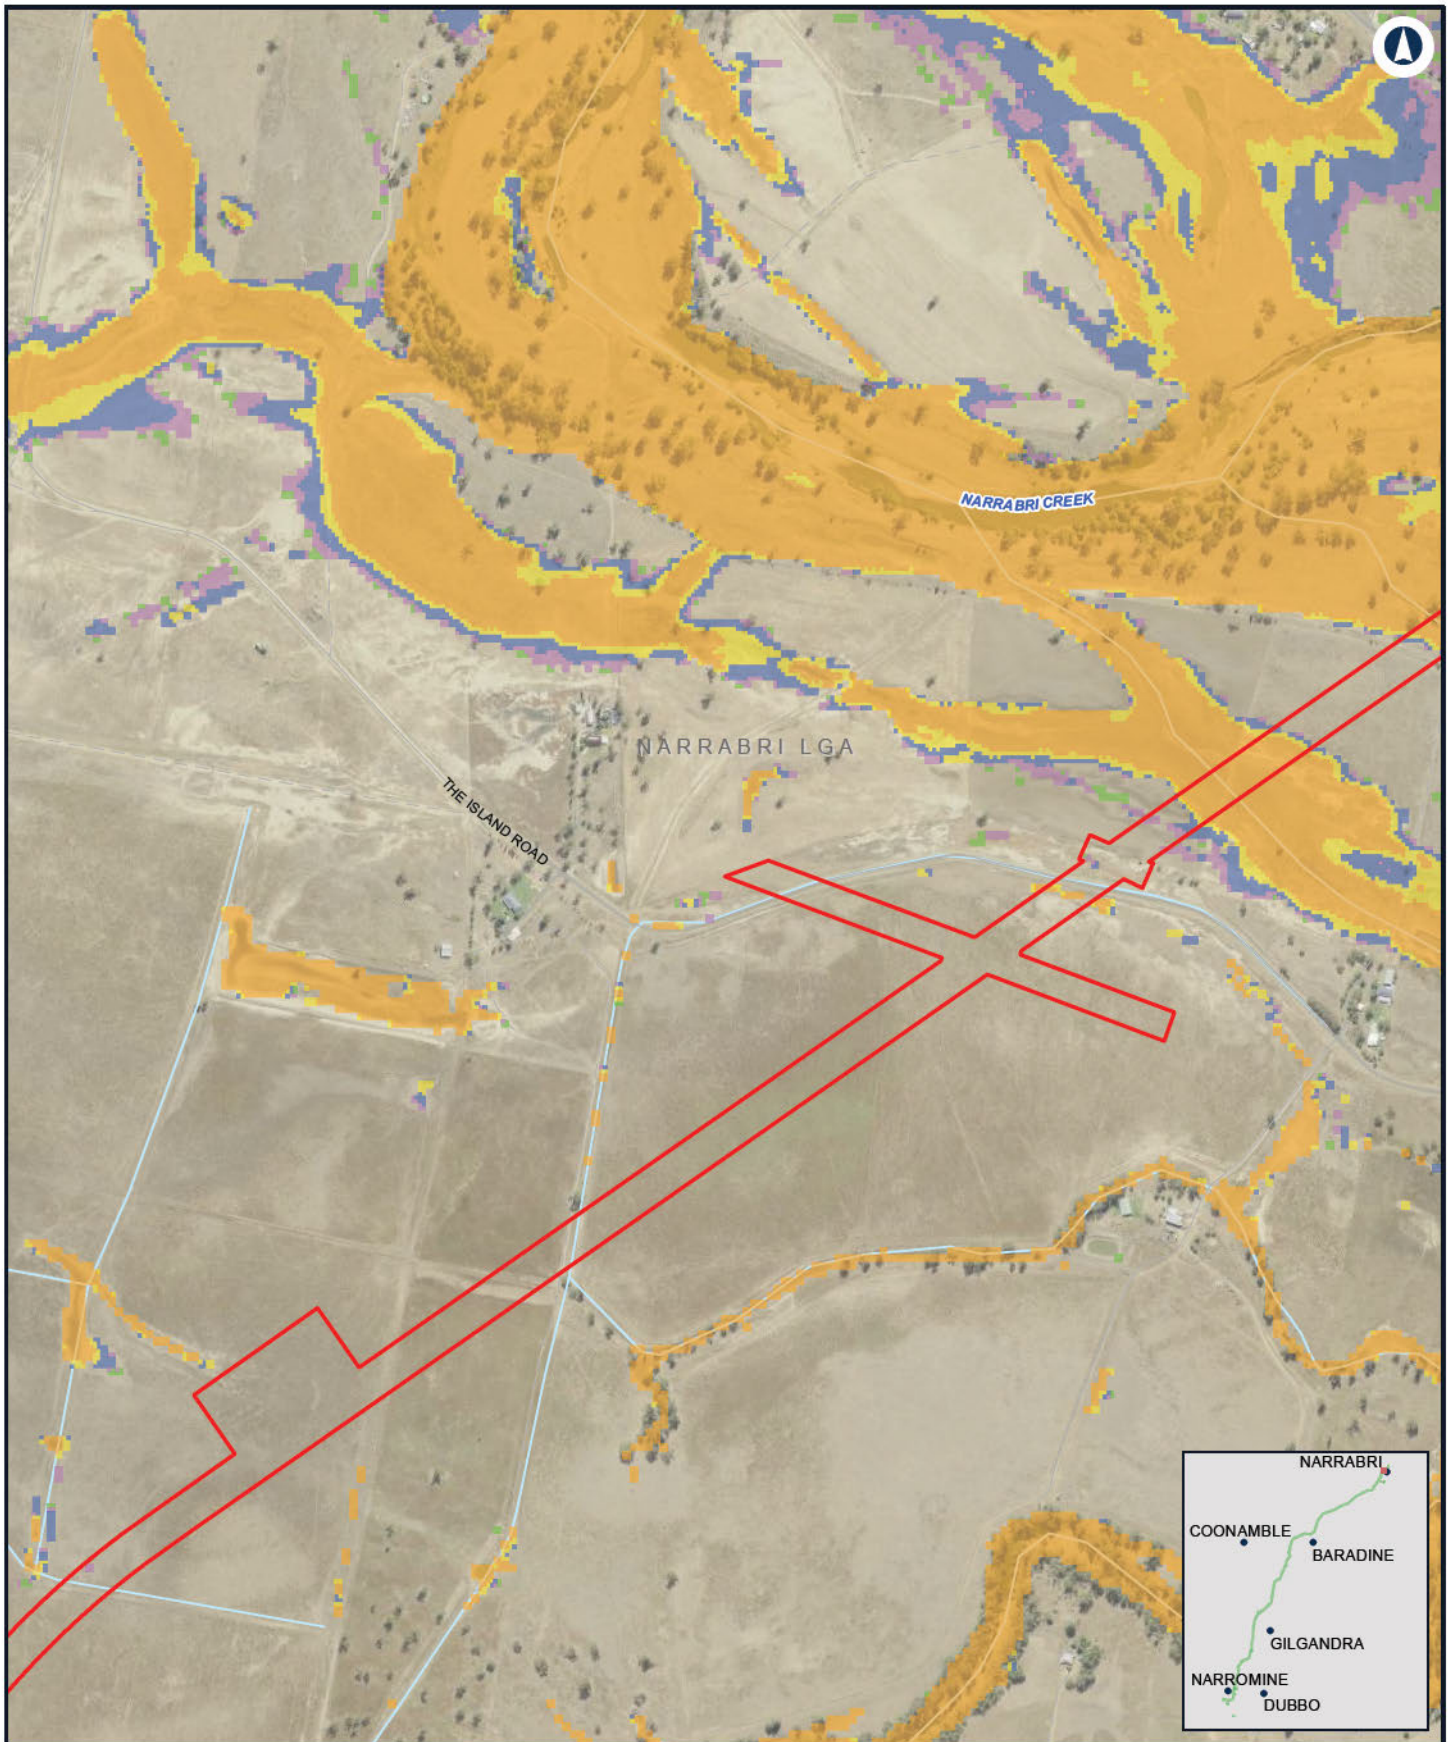 NARRABRI CREEK
NARRABRI LGA
THE ISLAND ROAD
NARRABRI
COONAMBLE
BARADINE
GILGANDRA
NARROMINE
DUBBO